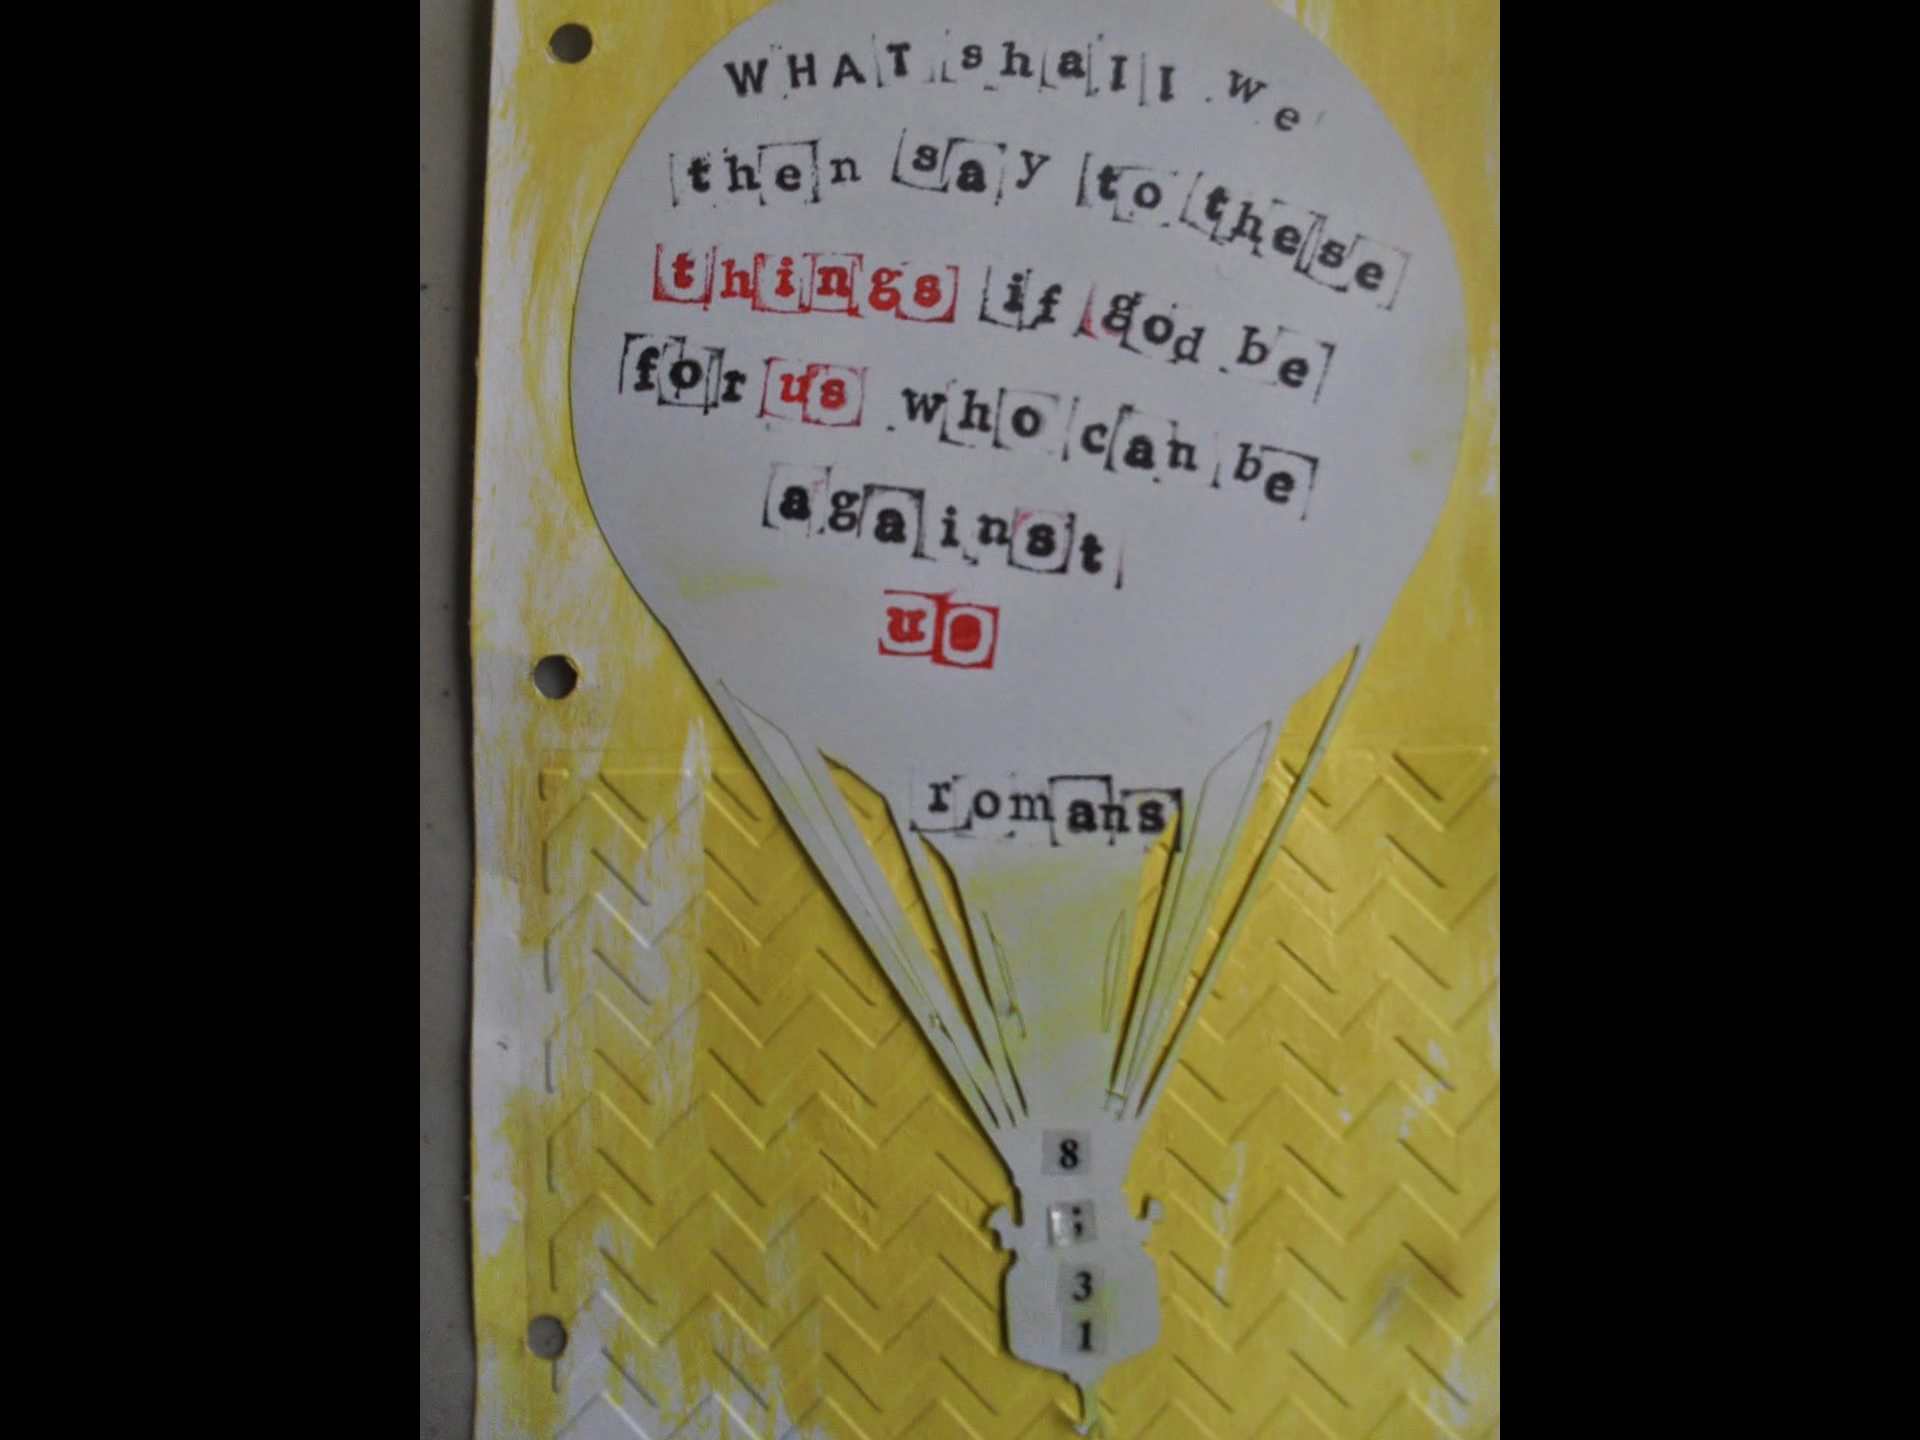 WHAT shall we
then say to these
things if god be
for us who can be
against
us
romans
8
;
3
1